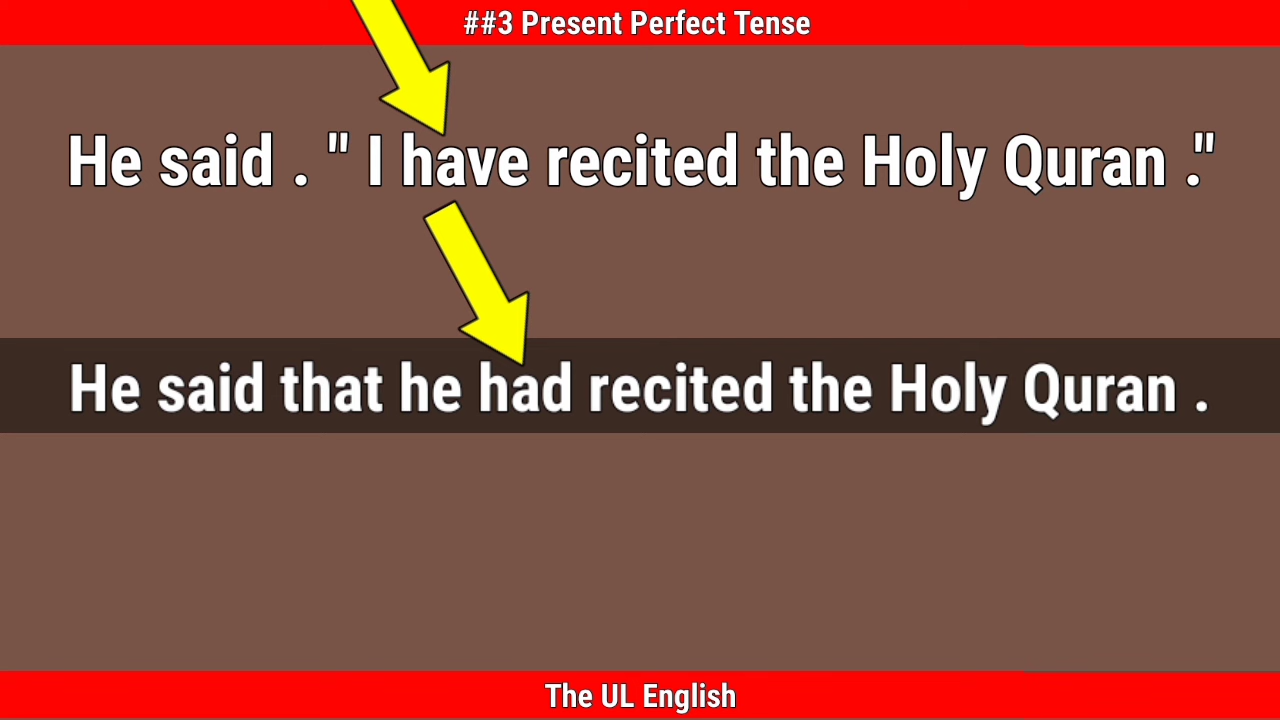 ##3 Present Perfect Tense
He said . " I have recited the Holy Quran ."
He said that he had recited the Holy Quran .
The UL English